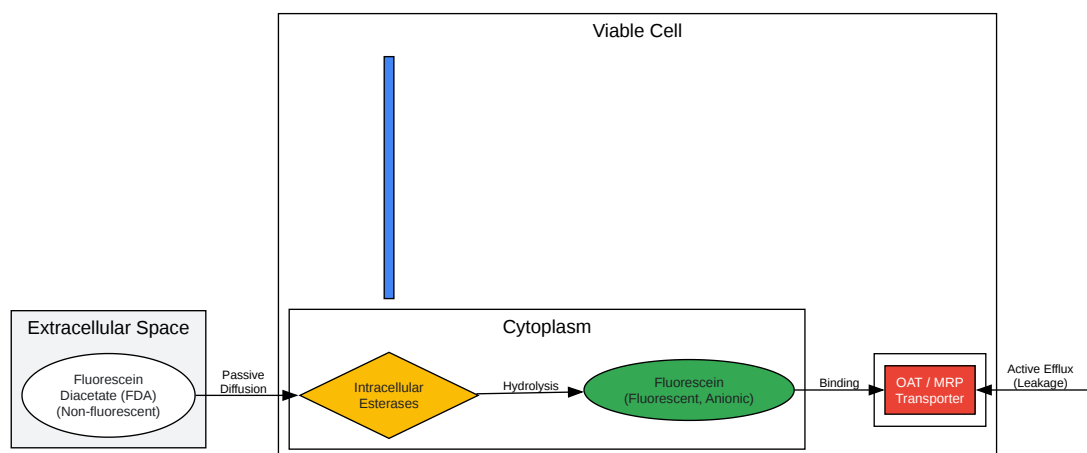 Viable Cell
Extracellular Space
Fluorescein
Diacetate (FDA)
(Non-fluorescent)
Passive
Diffusion
Cytoplasm
Intracellular
Esterases
Hydrolysis
Fluorescein
(Fluorescent, Anionic)
Binding
OAT / MRP
Transporter
Active Efflux
(Leakage)